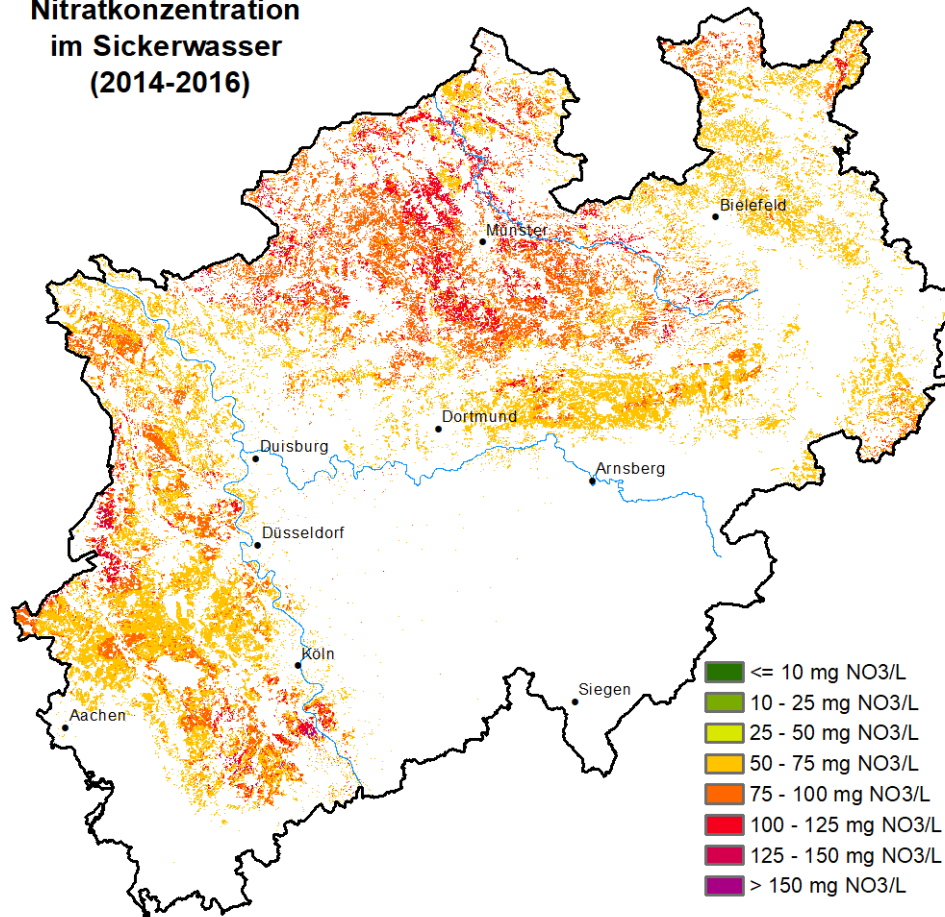 Nitratkonzentration
im Sickerwasser
(2014-2016)
Bielefeld
Münster
Dortmund
Duisburg
Arnsberg
Düsseldorf
Köln
Siegen
Aachen
<= 10 mg NO3/L
10 - 25 mg NO3/L
25 - 50 mg NO3/L
50 - 75 mg NO3/L
75 - 100 mg NO3/L
100 - 125 mg NO3/L
125 - 150 mg NO3/L
> 150 mg NO3/L